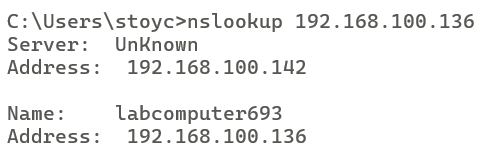 C:\Users\stoyc>nslookup 192.168.100.136
Server:  UnKnown
Address:  192.168.100.142

Name:    labcomputer693
Address:  192.168.100.136